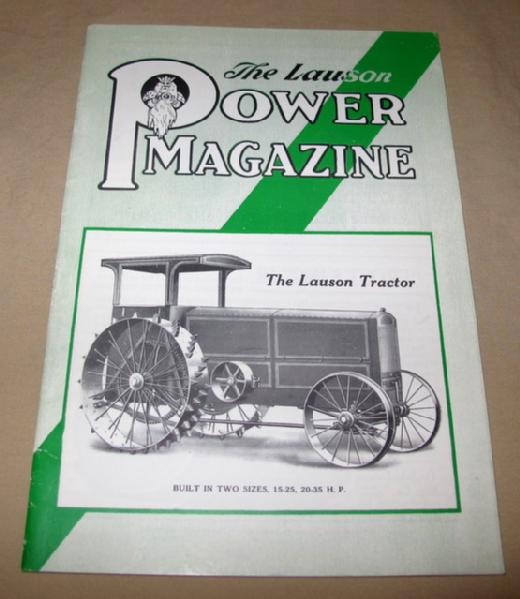 The Lauson
POWER
MAGAZINE
The Lauson Tractor
BUILT IN TWO SIZES, 15-25, 20-35 H. P.